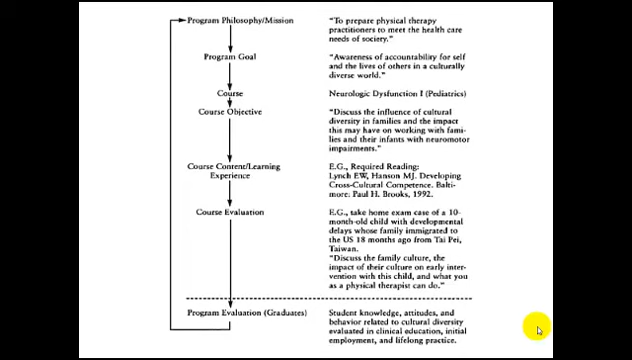 Program Philosophy/Mission
"To prepare physical therapy
practitioners to meet the health care
needs of society."
Program Goal
"Awareness of accountability for self
and the lives of others in a culturally
diverse world."
Course
Neurologic Dysfunction I (Pediatrics)
Course Objective
"Discuss the influence of cultural
diversity in families and the impact
this may have on working with fami-
lies and their infants with neuromotor
impairments."
Course Content/Learning
Experience
E.G., Required Reading:
Lynch EW, Hanson MJ. Developing
Cross-Cultural Competence. Balti-
more: Paul H. Brooks, 1992.
Course Evaluation
E.G., take home exam case of a 10-
month-old child with developmental
delays whose family immigrated to
the US 18 months ago from Tai Pei,
Taiwan.
"Discuss the family culture, the
impact of their culture on early inter-
vention with this child, and what you
as a physical therapist can do."
Program Evaluation (Graduates)
Student knowledge, attitudes, and
behavior related to cultural diversity
evaluated in clinical education, initial
employment, and lifelong practice.